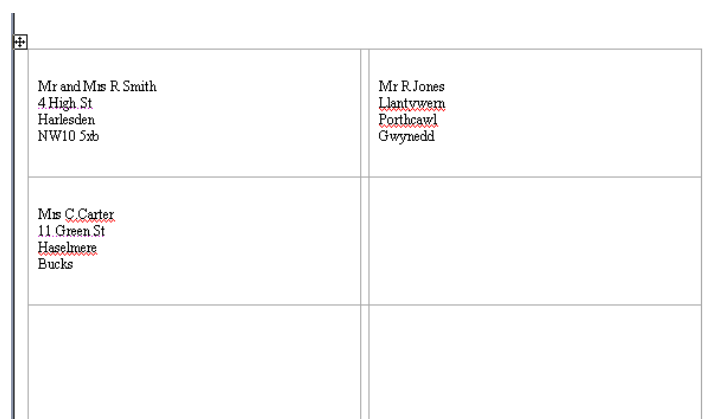 Mr and Mrs R Smith
4 High St
Harlesden
NW10 5xb
Mr R Jones
Llantywern
Porthcawl
Gwynedd
Mrs C Carter
11 Green St
Haselmere
Bucks